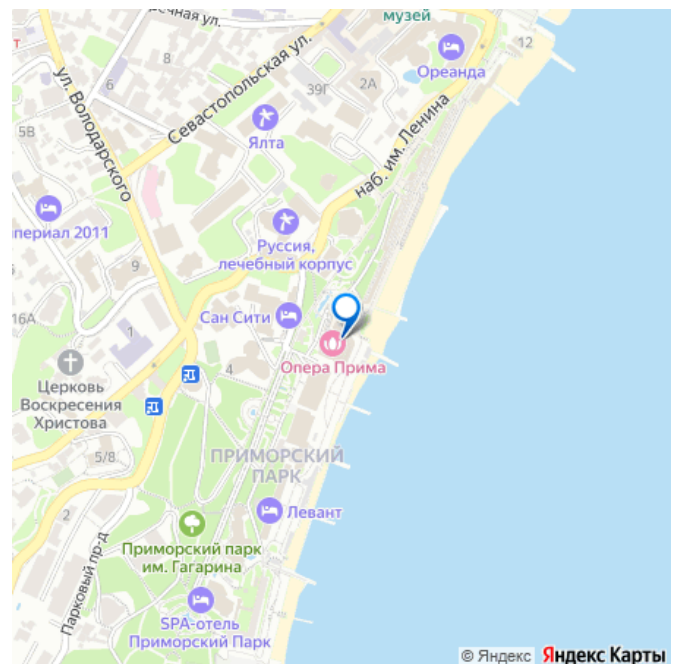 ечная ул.
музей
12
8
6
Ореанда
т
2А
39Г
ул. Володарского
Севастопольская ул.
5В
Ялта
наб. им. Ленина
периал 2011
Руссия,
лечебный корпус
9
16А
Сан Сити
1
Опера Прима
4
Церковь
Воскресения
Христова
5/8
ПРИМОРСКИЙ
ПАРК
2
Левант
Приморский парк
им. Гагарина
Парковый пр-д
SPA-отель
Приморский Парк
© Яндекс Яндекс Карты